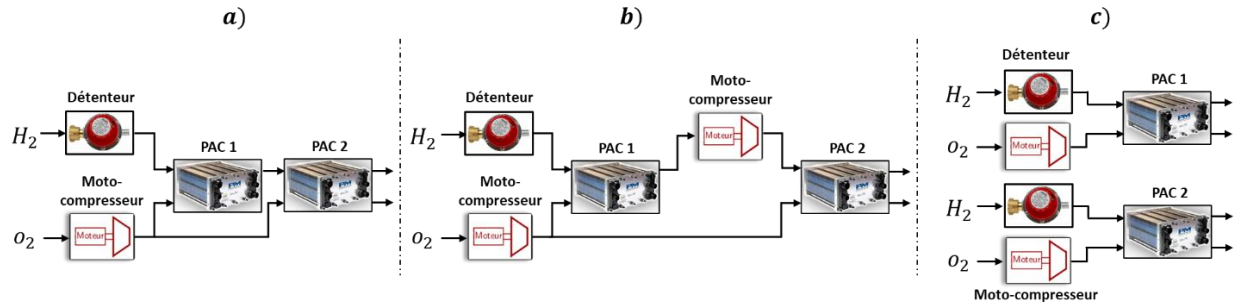 a)
Détenteur
H₂
PAC 1
PAC 2
Moto-
compresseur
O₂
Moteur
b)
Moto-
compresseur
Détenteur
Moteur
H₂
PAC 1
PAC 2
Moto-
compresseur
O₂
Moteur
c)
Détenteur
PAC 1
H₂
O₂
Moteur
PAC 2
H₂
O₂
Moteur
Moto-compresseur